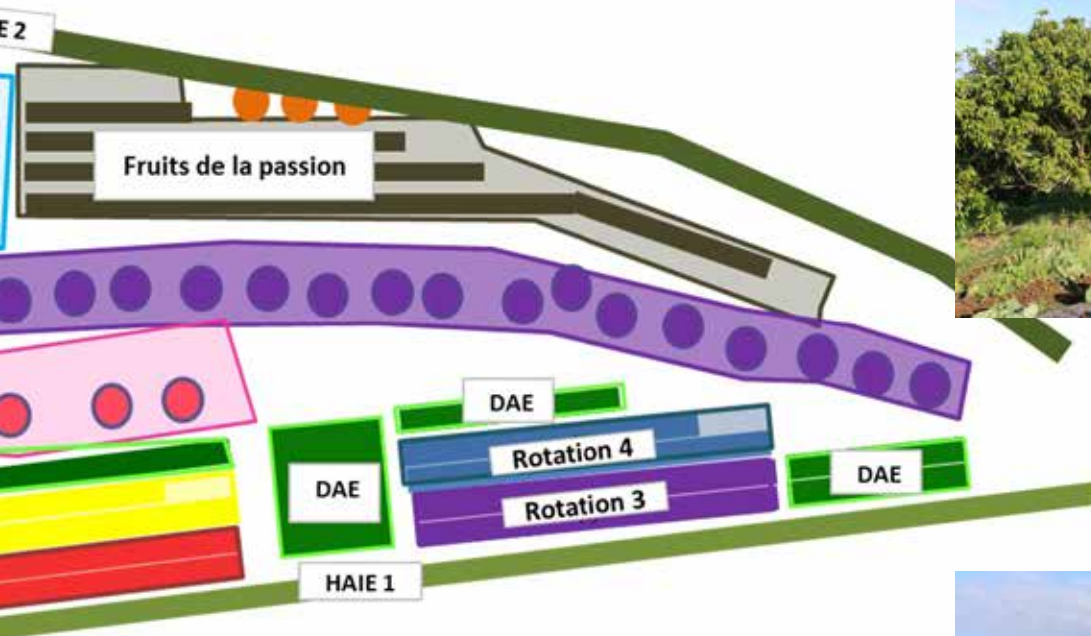 E 2
Fruits de la passion
DAE
Rotation 4
DAE
DAE
Rotation 3
HAIE 1